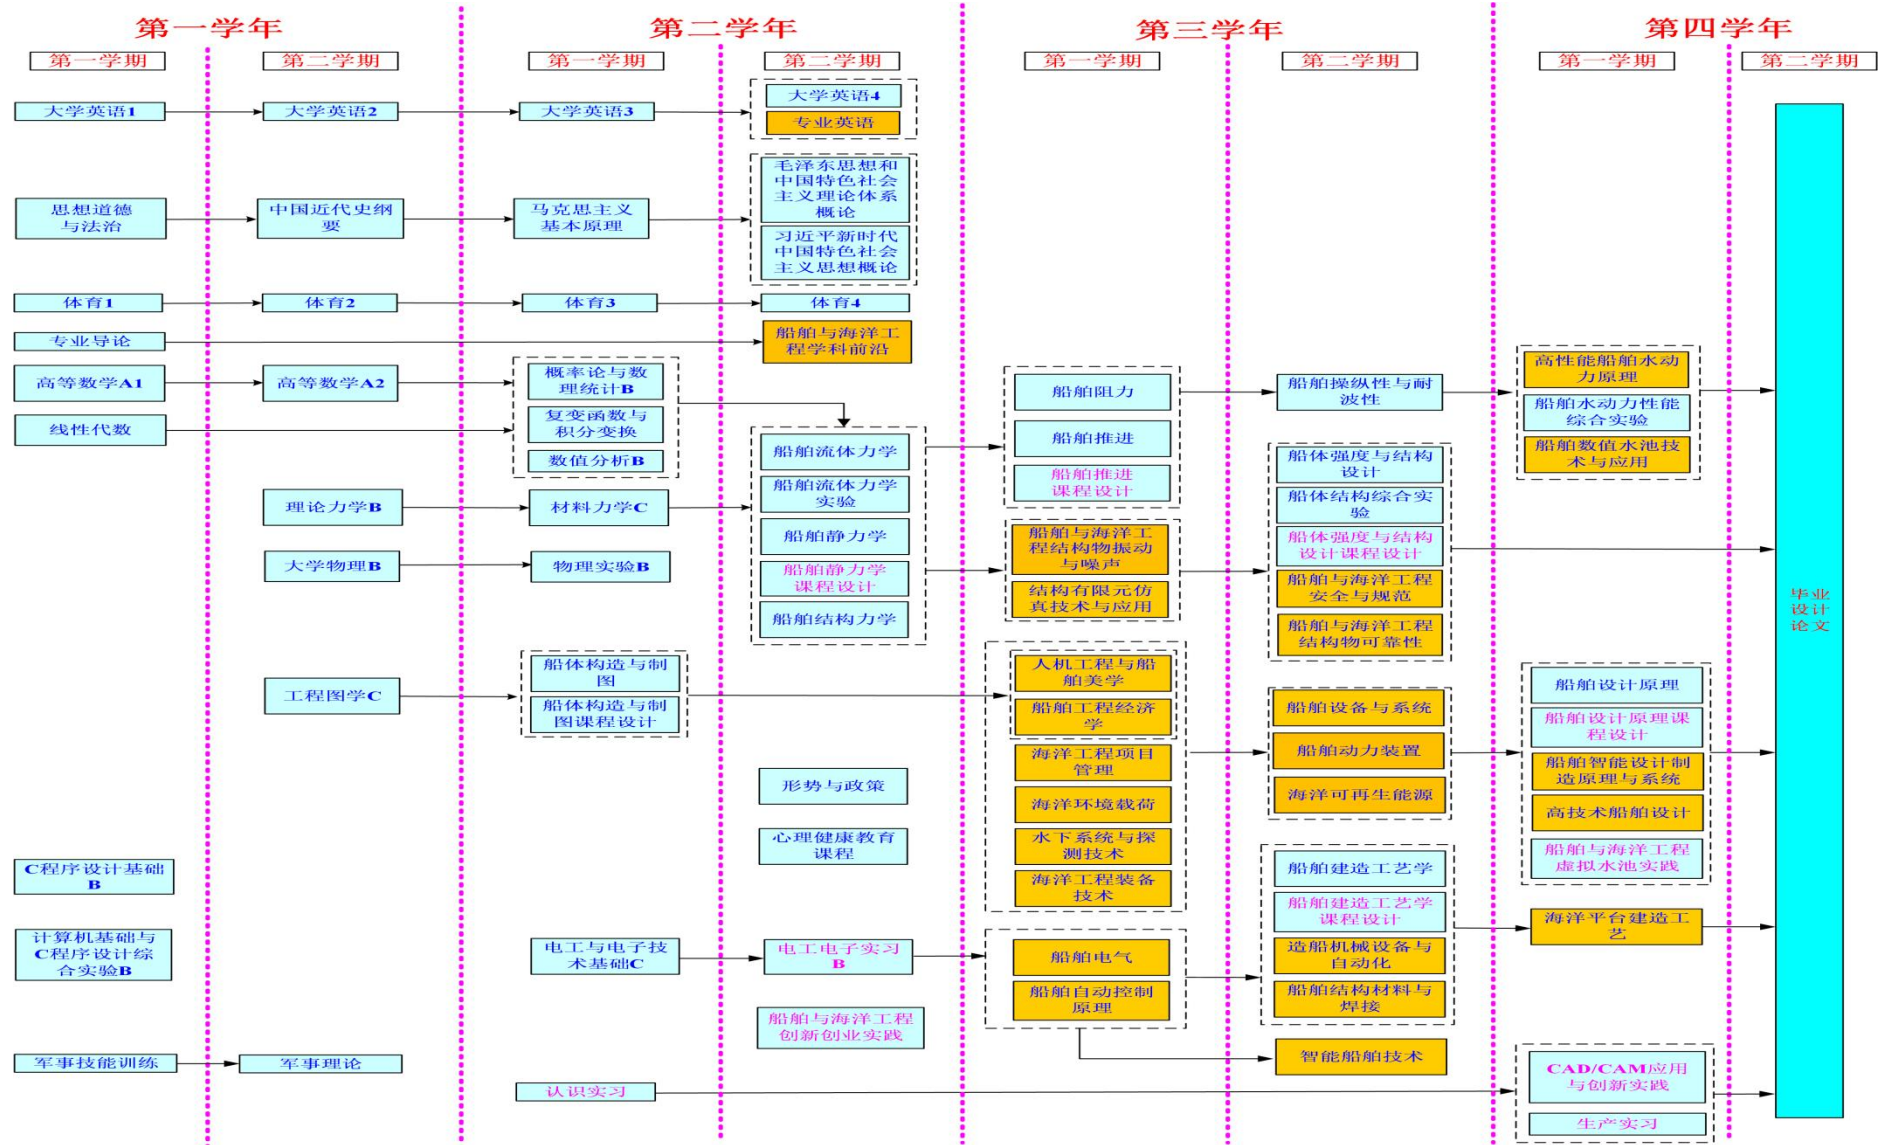 第一学年
第二学年
第三学年
第四学年
第一学期
第二学期
第一学期
第二学期
第一学期
第二学期
第一学期
第二学期
大学英语1
大学英语2
大学英语3
大学英语4
专业英语
思想道德
与法治
中国近代史纲
要
马克思主义
基本原理
毛泽东思想和
中国特色社会
主义理论体系
概论
习近平新时代
中国特色社会
主义思想概论
体育1
体育2
体育3
体育4
专业导论
船舶与海洋工
程学科前沿
高等数学A1
高等数学A2
线性代数
概率论与数
理统计B
复变函数与
积分变换
数值分析B
理论力学B
材料力学C
大学物理B
物理实验B
船舶流体力学
船舶流体力学
实验
船舶静力学
船舶静力学
课程设计
船舶结构力学
船舶阻力
船舶推进
船舶推进
课程设计
船舶操纵性与耐
波性
高性能船舶水动
力原理
船舶水动力性能
综合实验
船舶数值水池技
术与应用
船舶与海洋工
程结构物振动
与噪声
结构有限元仿
真技术与应用
船体强度与结构
设计
船体结构综合实
验
船体强度与结构
设计课程设计
船舶与海洋工程
安全与规范
船舶与海洋工程
结构物可靠性
工程图学C
船体构造与制
图
船体构造与制
图课程设计
人机工程与船
舶美学
船舶工程经济
学
海洋工程项目
管理
海洋环境载荷
水下系统与探
测技术
海洋工程装备
技术
船舶设备与系统
船舶动力装置
海洋可再生能源
船舶设计原理
船舶设计原理课
程设计
船舶智能设计制
造原理与系统
高技术船舶设计
船舶与海洋工程
虚拟水池实践
形势与政策
心理健康教育
课程
C程序设计基础
B
计算机基础与
C程序设计综
合实验B
电工与电子技
术基础C
电工电子实习
B
船舶电气
船舶自动控制
原理
船舶建造工艺学
船舶建造工艺学
课程设计
造船机械设备与
自动化
船舶结构材料与
焊接
海洋平台建造工
艺
船舶与海洋工程
创新创业实践
军事技能训练
军事理论
智能船舶技术
认识实习
CAD/CAM应用
与创新实践
生产实习
毕业
设计
论文